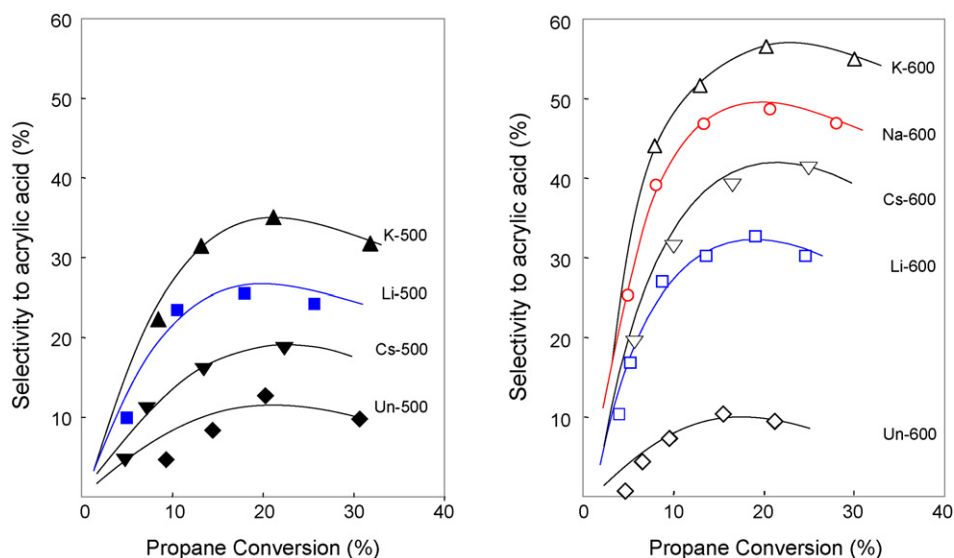 60
50
40
30
20
10
0
10
20
30
40
Selectivity to acrylic acid (%)
Propane Conversion (%)
K-500
Li-500
Cs-500
Un-500
60
50
40
30
20
10
0
10
20
30
40
Selectivity to acrylic acid (%)
Propane Conversion (%)
K-600
Na-600
Cs-600
Li-600
Un-600